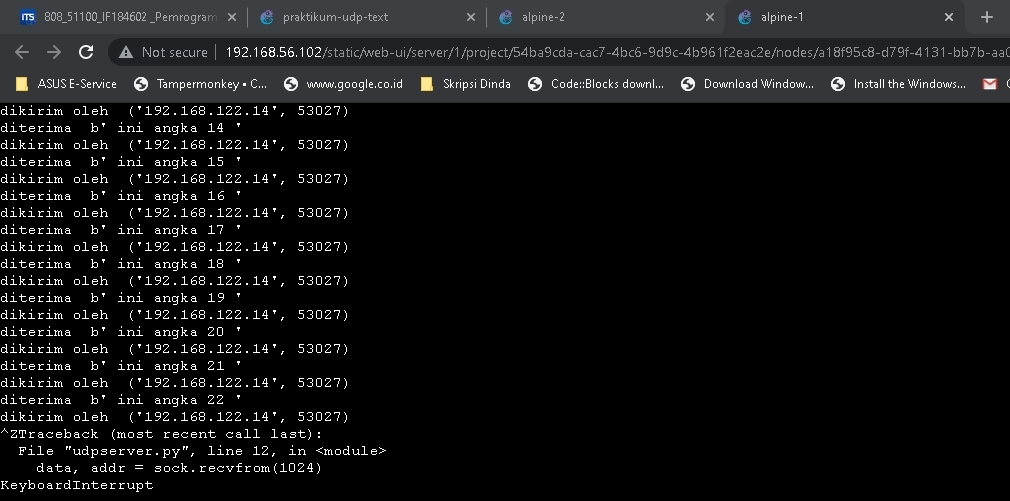 ITS 808_51100_IF184602 _Pemrogram
praktikum-udp-text
alpine-2
alpine-1
Not secure 192.168.56.102/static/web-ui/server/1/project/54ba9cda-cac7-4bc6-9d9c-4b961f2eac2e/nodes/a18f95c8-d79f-4131-bb7b-aa0
ASUS E-Service
Tampermonkey • C...
www.google.co.id
Skripsi Dinda
Code::Blocks downl...
Download Window...
Install the Windows...
dikirim oleh  ('192.168.122.14', 53027)
diterima  b' ini angka 14 '
dikirim oleh  ('192.168.122.14', 53027)
diterima  b' ini angka 15 '
dikirim oleh  ('192.168.122.14', 53027)
diterima  b' ini angka 16 '
dikirim oleh  ('192.168.122.14', 53027)
diterima  b' ini angka 17 '
dikirim oleh  ('192.168.122.14', 53027)
diterima  b' ini angka 18 '
dikirim oleh  ('192.168.122.14', 53027)
diterima  b' ini angka 19 '
dikirim oleh  ('192.168.122.14', 53027)
diterima  b' ini angka 20 '
dikirim oleh  ('192.168.122.14', 53027)
diterima  b' ini angka 21 '
dikirim oleh  ('192.168.122.14', 53027)
diterima  b' ini angka 22 '
dikirim oleh  ('192.168.122.14', 53027)
^ZTraceback (most recent call last):
  File "udpserver.py", line 12, in <module>
    data, addr = sock.recvfrom(1024)
KeyboardInterrupt